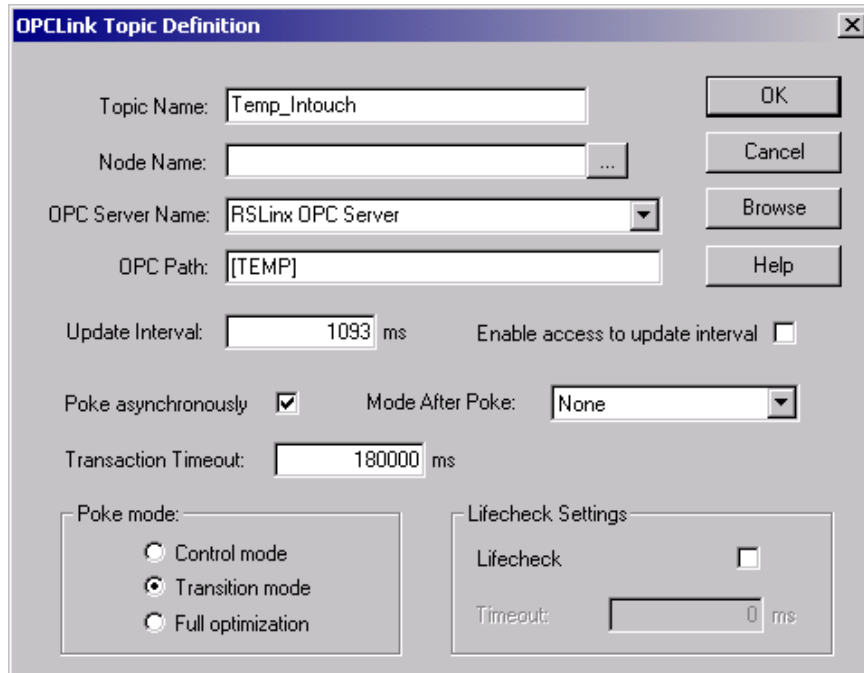 OPCLink Topic Definition
Topic Name: Temp_Intouch
OK
Node Name: ...
Cancel
OPC Server Name: RSLinx OPC Server
Browse
OPC Path: [TEMP]
Help
Update Interval: 1093 ms
Enable access to update interval
Poke asynchronously
Mode After Poke: None
Transaction Timeout: 180000 ms
Poke mode:
Control mode
Transition mode
Full optimization
Lifecheck Settings
Lifecheck
Timeout: 0 ms